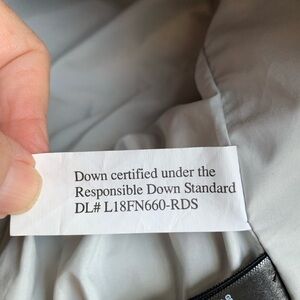 Down certified under the
Responsible Down Standard
DL# L18FN660-RDS